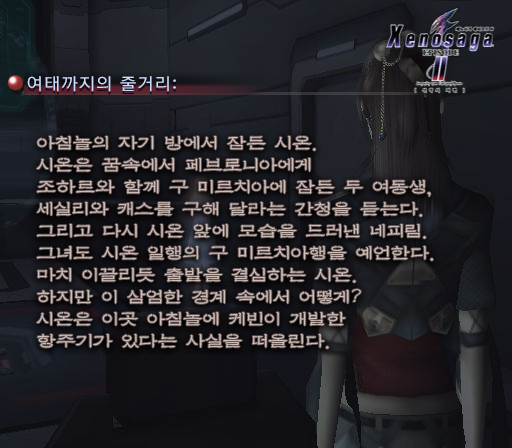 Xenosaga
EPISODE
II
여태까지의 줄거리:
아침놀의 자기 방에서 잠든 시온.
시온은 꿈속에서 페브로니아에게
조하르와 함께 구 미르치아에 잠든 두 여동생,
세실리와 캐스를 구해 달라는 간청을 듣는다.
그리고 다시 시온 앞에 모습을 드러낸 네피림.
그녀도 시온 일행의 구 미르치아행을 예언한다.
마치 이끌리듯 출발을 결심하는 시온.
하지만 이 삼엄한 경계 속에서 어떻게?
시온은 이곳 아침놀에 케빈이 개발한
항주기가 있다는 사실을 떠올린다.